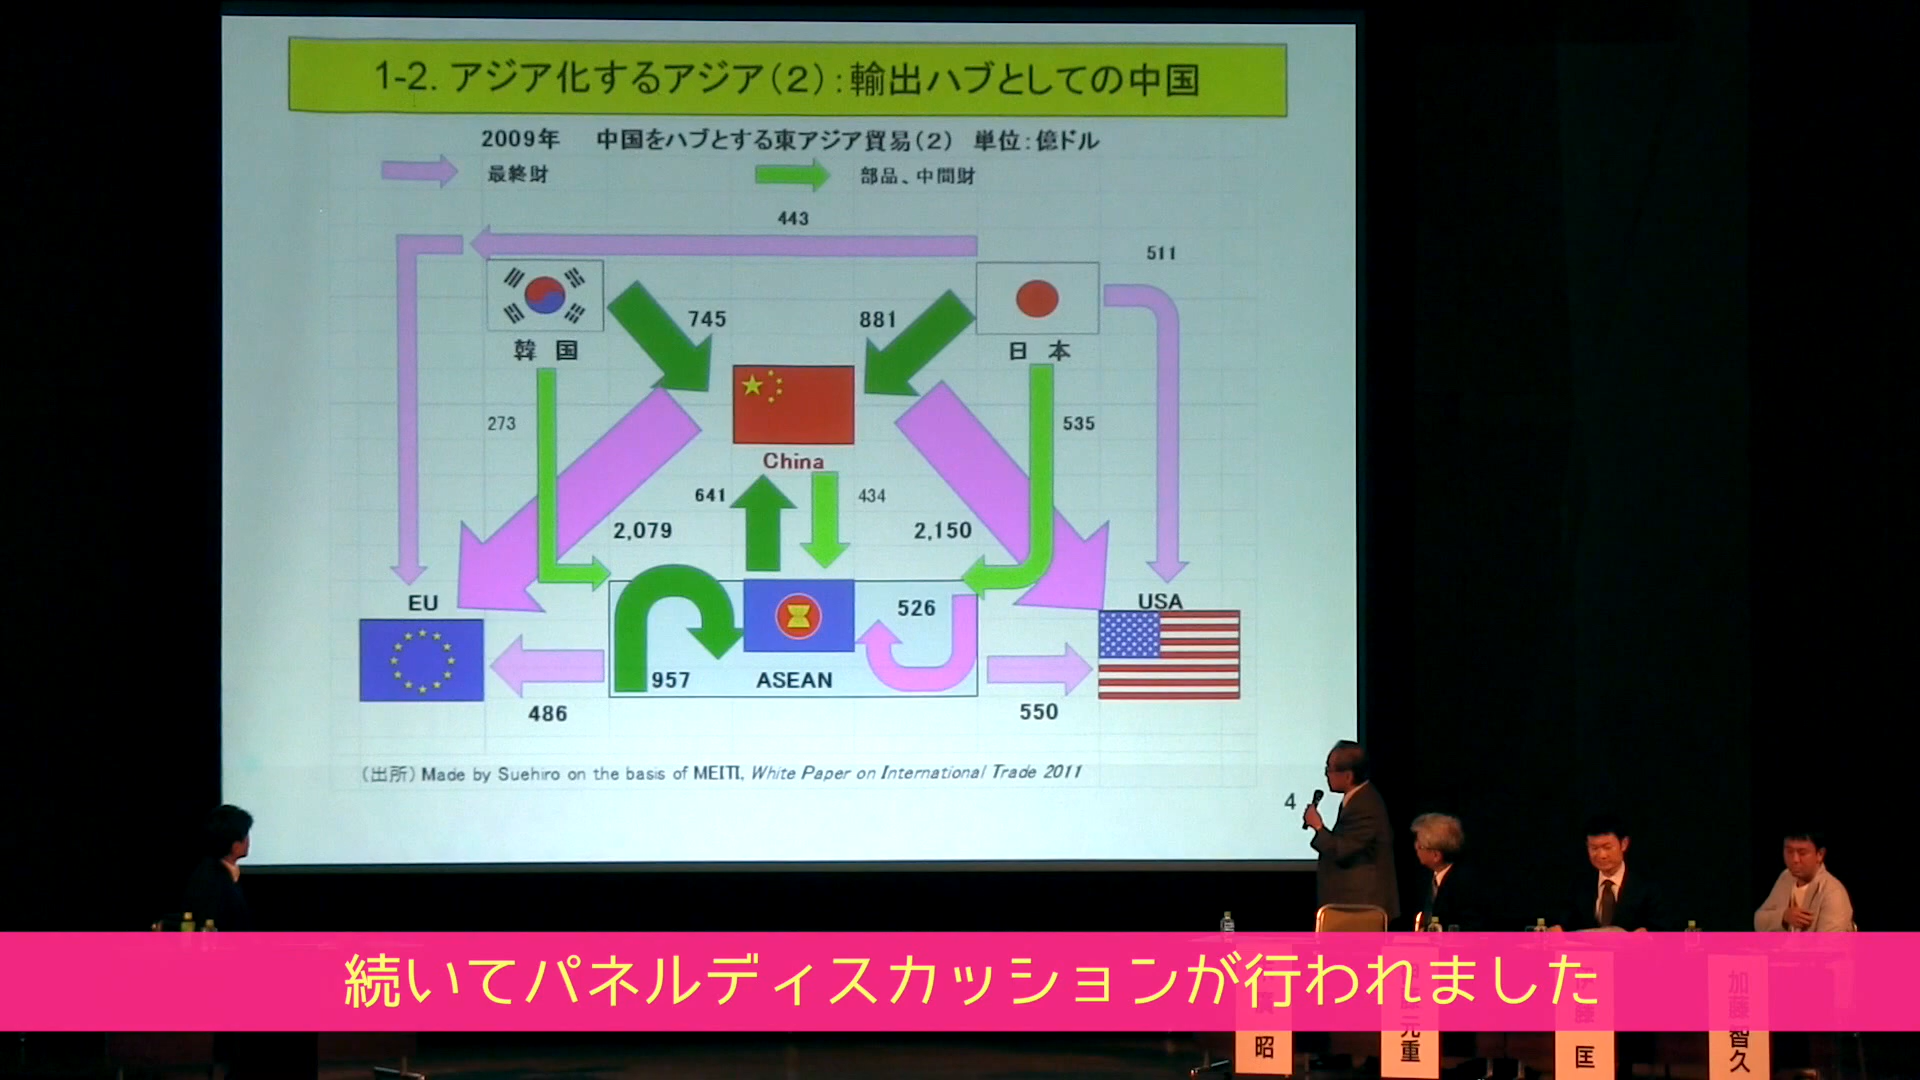 1-2. アジア化するアジア(2):輸出ハブとしての中国
2009年 中国をハブとする東アジア貿易(2) 単位:億ドル
最終財
部品、中間財
443
511
745
881
韓国
日本
273
535
China
641
434
2,079
2,150
EU
USA
526
957
ASEAN
486
550
(出所) Made by Suehiro on the basis of MEITI, White Paper on International Trade 2011
4
続いてパネルディスカッションが行われました
昭
元重
匡
加藤智久